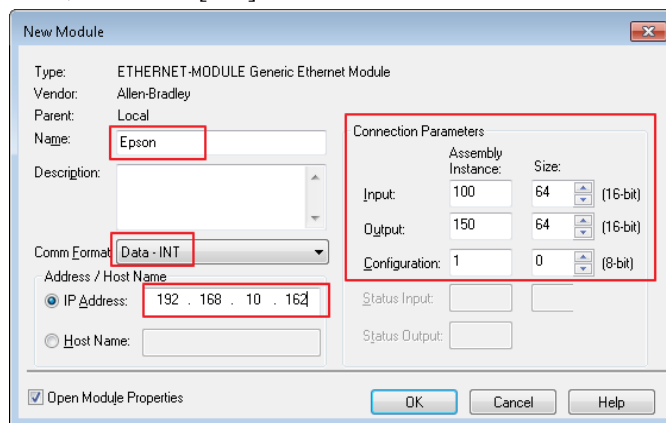 New Module
Type: ETHERNET-MODULE Generic Ethernet Module
Vendor: Allen-Bradley
Parent: Local
Name: Epson
Description:
Comm Format: Data - INT
Address / Host Name
IP Address: 192 . 168 . 10 . 162
Host Name:
Connection Parameters
Assembly Instance: Size:
Input: 100 64 (16-bit)
Output: 150 64 (16-bit)
Configuration: 1 0 (8-bit)
Status Input:
Status Output:
Open Module Properties
OK Cancel Help